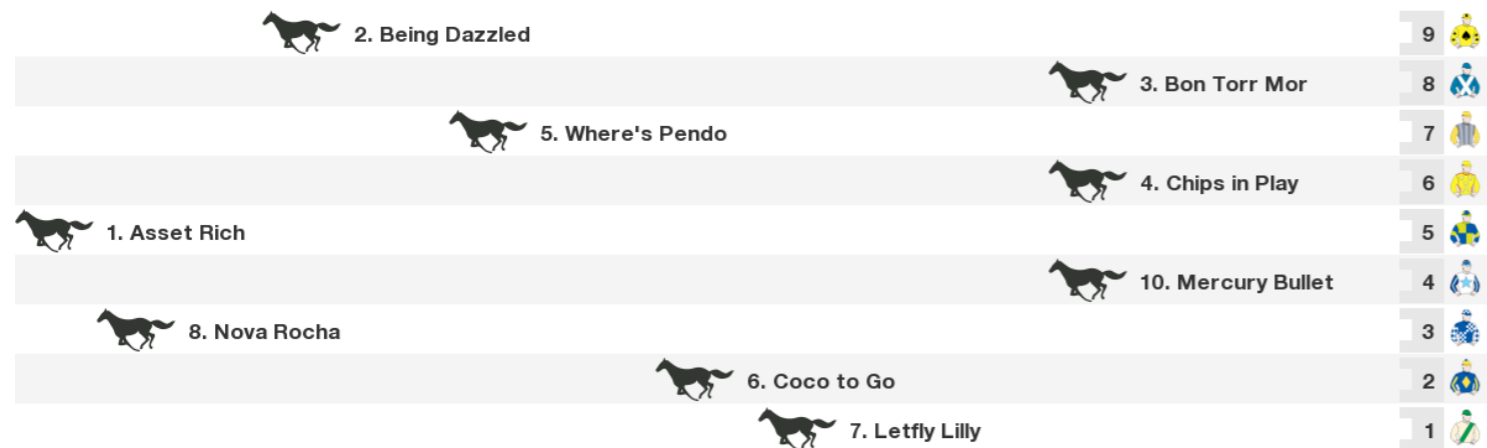 2. Being Dazzled 9
3. Bon Torr Mor 8
5. Where's Pendo 7
4. Chips in Play 6
1. Asset Rich 5
10. Mercury Bullet 4
8. Nova Rocha 3
6. Coco to Go 2
7. Letfly Lilly 1